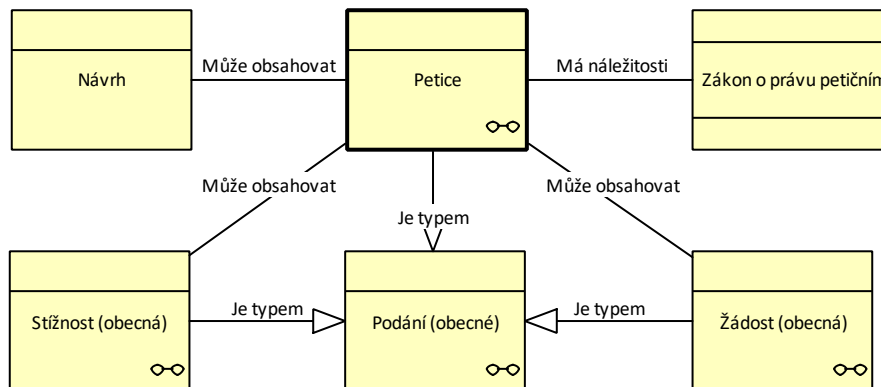 Může obsahovat
Má náležitosti
Návrh
Petice
Zákon o právu petičním
Může obsahovat
Může obsahovat
Je typem
Je typem
Je typem
Stížnost (obecná)
Podání (obecné)
Žádost (obecná)